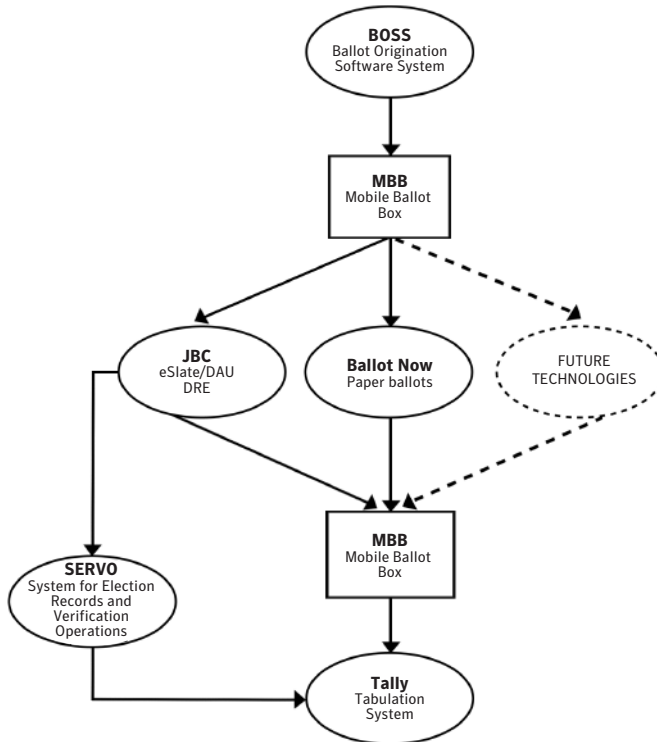 BOSS
Ballot Origination
Software System
MBB
Mobile Ballot
Box
JBC
eSlate/DAU
DRE
Ballot Now
Paper ballots
FUTURE
TECHNOLOGIES
MBB
Mobile Ballot
Box
SERVO
System for Election
Records and
Verification
Operations
Tally
Tabulation
System